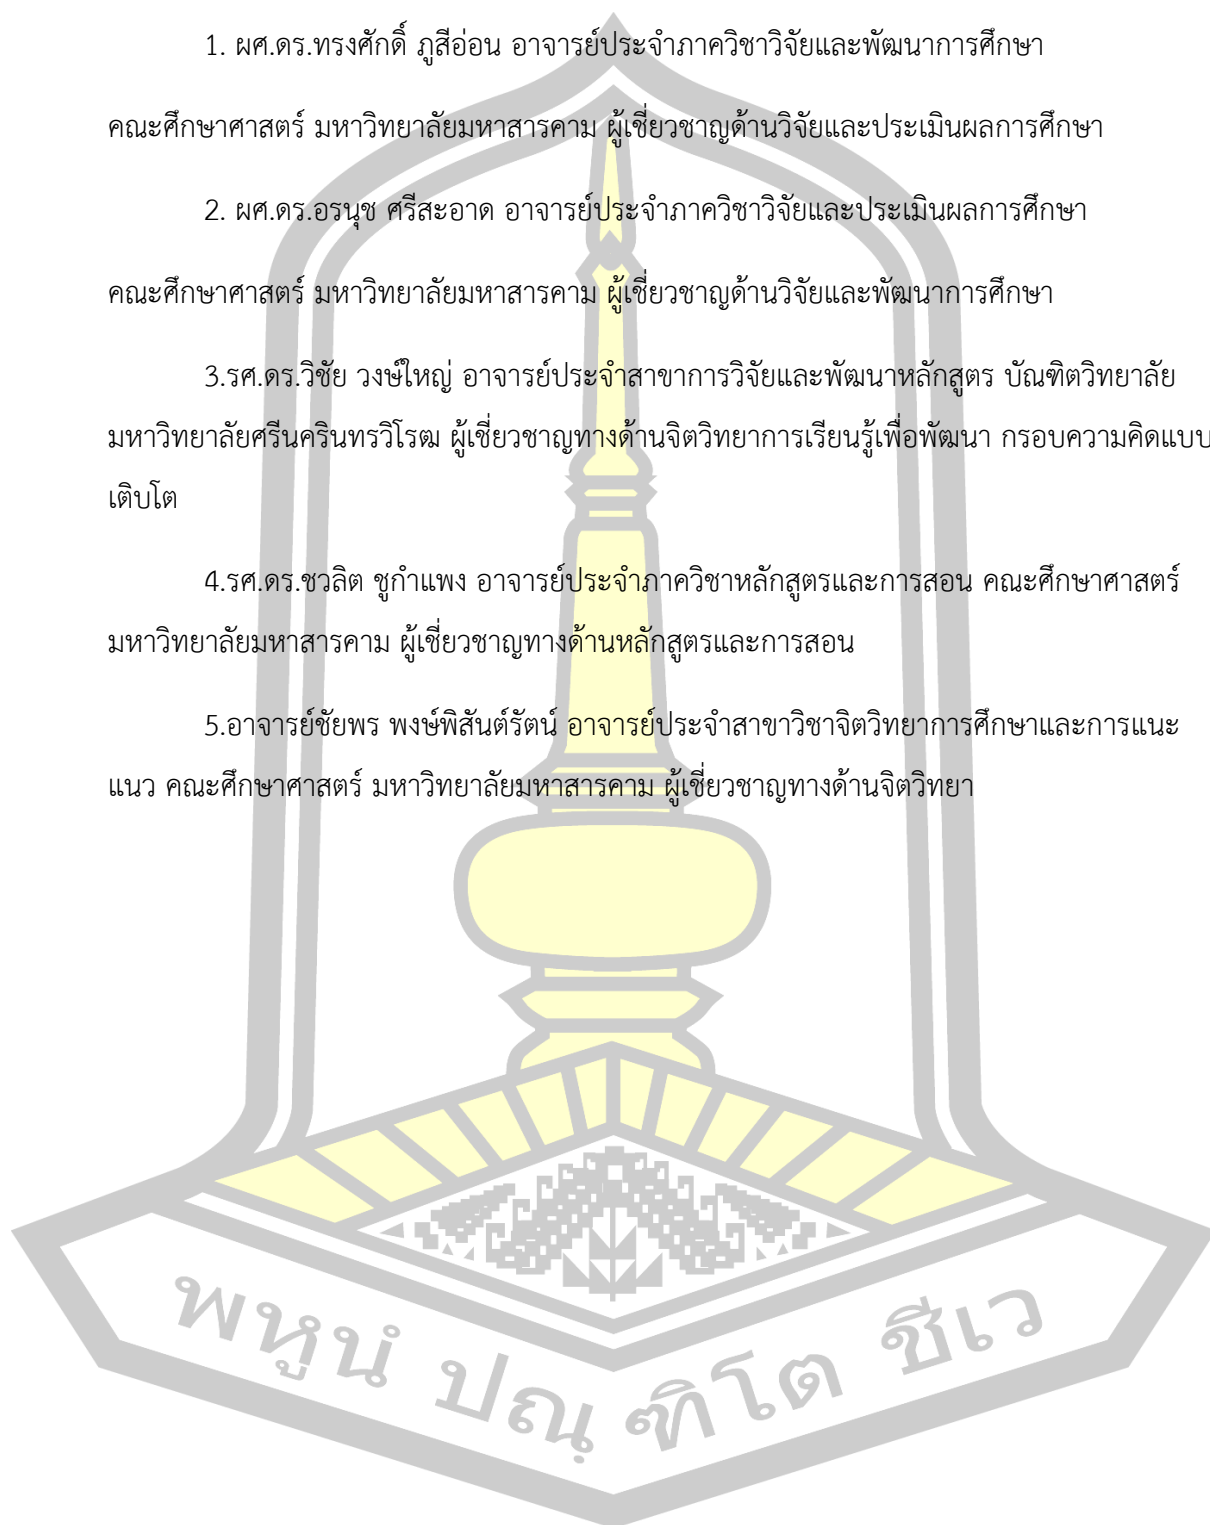 1. ผศ.ดร.ทรงศักดิ์ ภูสีอ่อน อาจารย์ประจำภาควิชาวิจัยและพัฒนาการศึกษา
คณะศึกษาศาสตร์ มหาวิทยาลัยมหาสารคาม ผู้เชี่ยวชาญด้านวิจัยและประเมินผลการศึกษา
2. ผศ.ดร.อรนุช ศรีสะอาด อาจารย์ประจำภาควิชาวิจัยและประเมินผลการศึกษา
คณะศึกษาศาสตร์ มหาวิทยาลัยมหาสารคาม ผู้เชี่ยวชาญด้านวิจัยและพัฒนาการศึกษา
3.รศ.ดร.วิชัย วงษ์ใหญ่ อาจารย์ประจำสาขาการวิจัยและพัฒนาหลักสูตร บัณฑิตวิทยาลัย
มหาวิทยาลัยศรีนครินทรวิโรฒ ผู้เชี่ยวชาญทางด้านจิตวิทยาการเรียนรู้เพื่อพัฒนา กรอบความคิดแบบ
เติบโต
4.รศ.ดร.ชวลิต ชูกำแพง อาจารย์ประจำภาควิชาหลักสูตรและการสอน คณะศึกษาศาสตร์
มหาวิทยาลัยมหาสารคาม ผู้เชี่ยวชาญทางด้านหลักสูตรและการสอน
5.อาจารย์ชัยพร พงษ์พิสันต์รัตน์ อาจารย์ประจำสาขาวิชาจิตวิทยาการศึกษาและการแนะ
แนว คณะศึกษาศาสตร์ มหาวิทยาลัยมหาสารคาม ผู้เชี่ยวชาญทางด้านจิตวิทยา
พหูนํ ปณฺ ฑิโต ชีเว